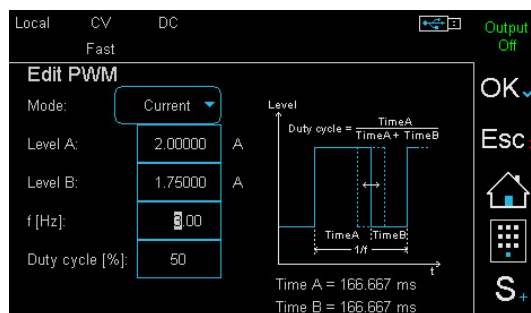 Local CV DC
Fast
Output
Off
Edit PWM
OK
Mode: Current
Level
Duty cycle = TimeA
TimeA + TimeB
Level A: 2.00000 A
Esc
Level B: 1.75000 A
f [Hz]: 3.00
TimeA TimeB
1/f
t
Duty cycle [%]: 50
Time A = 166.667 ms
Time B = 166.667 ms
S+